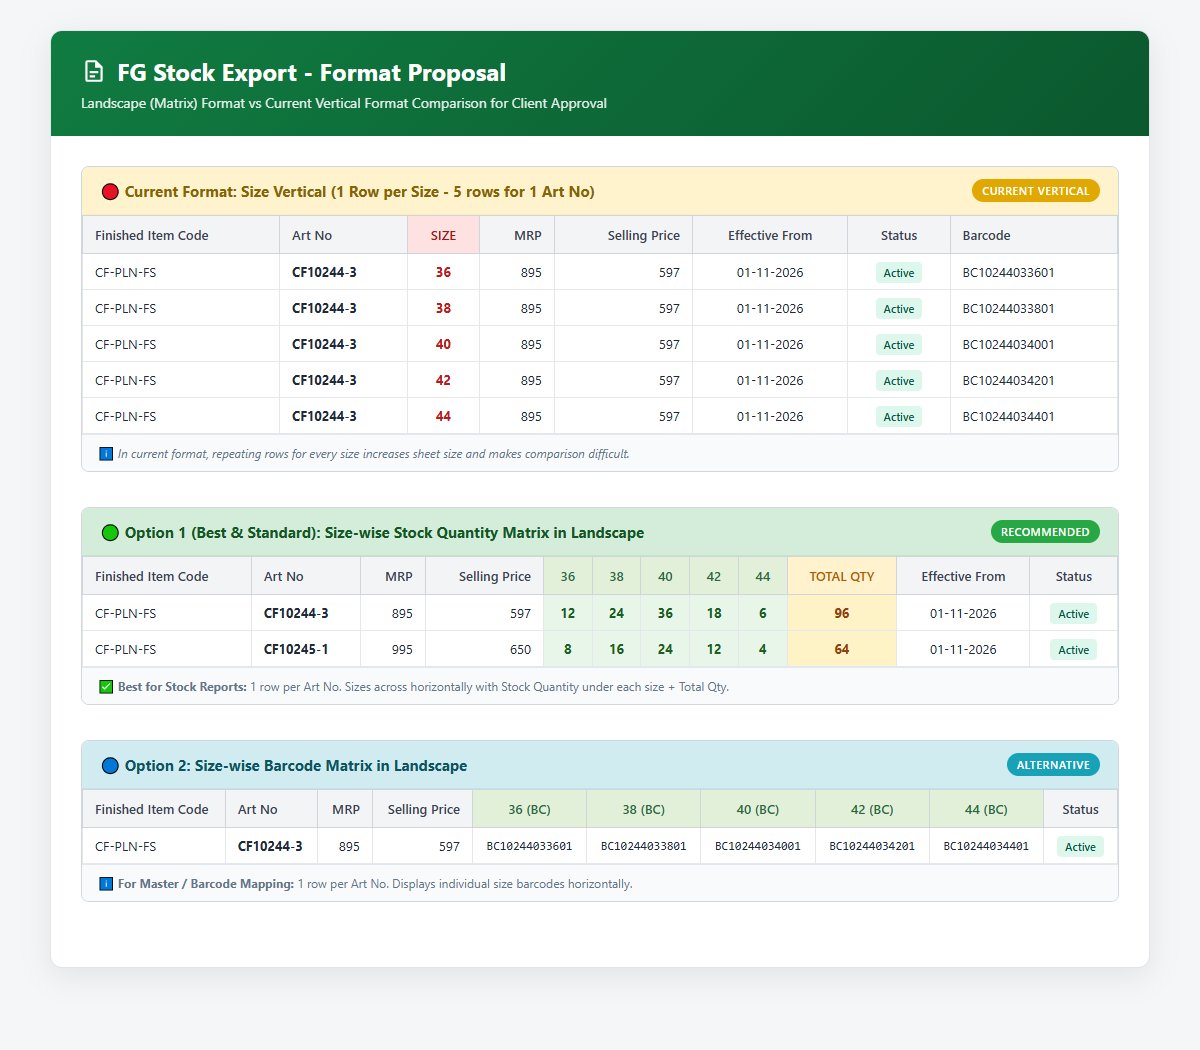 FG Stock Export - Format Proposal
Landscape (Matrix) Format vs Current Vertical Format Comparison for Client Approval
Current Format: Size Vertical (1 Row per Size - 5 rows for 1 Art No) CURRENT VERTICAL
Finished Item Code Art No SIZE MRP Selling Price Effective From Status Barcode
CF-PLN-FS CF10244-3 36 895 597 01-11-2026 Active BC10244033601
CF-PLN-FS CF10244-3 38 895 597 01-11-2026 Active BC10244033801
CF-PLN-FS CF10244-3 40 895 597 01-11-2026 Active BC10244034001
CF-PLN-FS CF10244-3 42 895 597 01-11-2026 Active BC10244034201
CF-PLN-FS CF10244-3 44 895 597 01-11-2026 Active BC10244034401
In current format, repeating rows for every size increases sheet size and makes comparison difficult.
Option 1 (Best & Standard): Size-wise Stock Quantity Matrix in Landscape RECOMMENDED
Finished Item Code Art No MRP Selling Price 36 38 40 42 44 TOTAL QTY Effective From Status
CF-PLN-FS CF10244-3 895 597 12 24 36 18 6 96 01-11-2026 Active
CF-PLN-FS CF10245-1 995 650 8 16 24 12 4 64 01-11-2026 Active
Best for Stock Reports: 1 row per Art No. Sizes across horizontally with Stock Quantity under each size + Total Qty.
Option 2: Size-wise Barcode Matrix in Landscape ALTERNATIVE
Finished Item Code Art No MRP Selling Price 36 (BC) 38 (BC) 40 (BC) 42 (BC) 44 (BC) Status
CF-PLN-FS CF10244-3 895 597 BC10244033601 BC10244033801 BC10244034001 BC10244034201 BC10244034401 Active
For Master / Barcode Mapping: 1 row per Art No. Displays individual size barcodes horizontally.